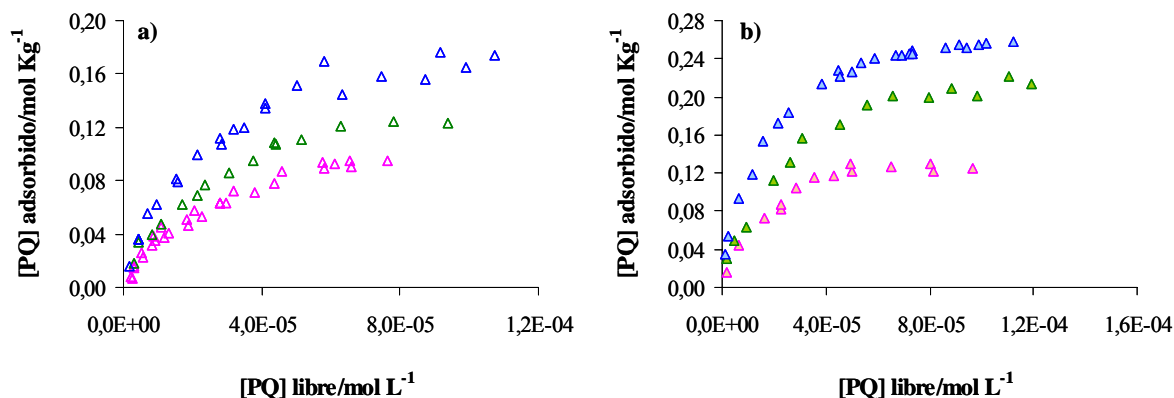 a)
[PQ] adsorbido/mol Kg⁻¹
0,20
0,16
0,12
0,08
0,04
0,00
0,0E+00 4,0E-05 8,0E-05 1,2E-04
[PQ] libre/mol L⁻¹
b)
[PQ] adsorbido/mol Kg⁻¹
0,28
0,24
0,20
0,16
0,12
0,08
0,04
0,00
0,0E+00 4,0E-05 8,0E-05 1,2E-04 1,6E-04
[PQ] libre/mol L⁻¹